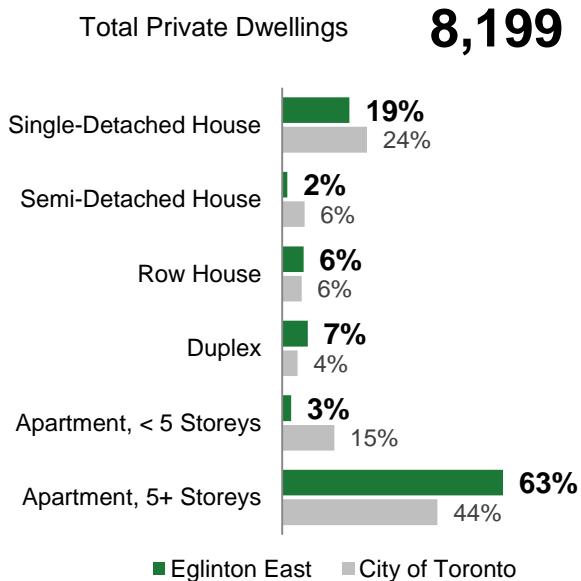 Total Private Dwellings 8,199
Single-Detached House 19%
24%
Semi-Detached House 2%
6%
Row House 6%
6%
Duplex 7%
4%
Apartment, < 5 Storeys 3%
15%
Apartment, 5+ Storeys 63%
44%
Eglinton East City of Toronto